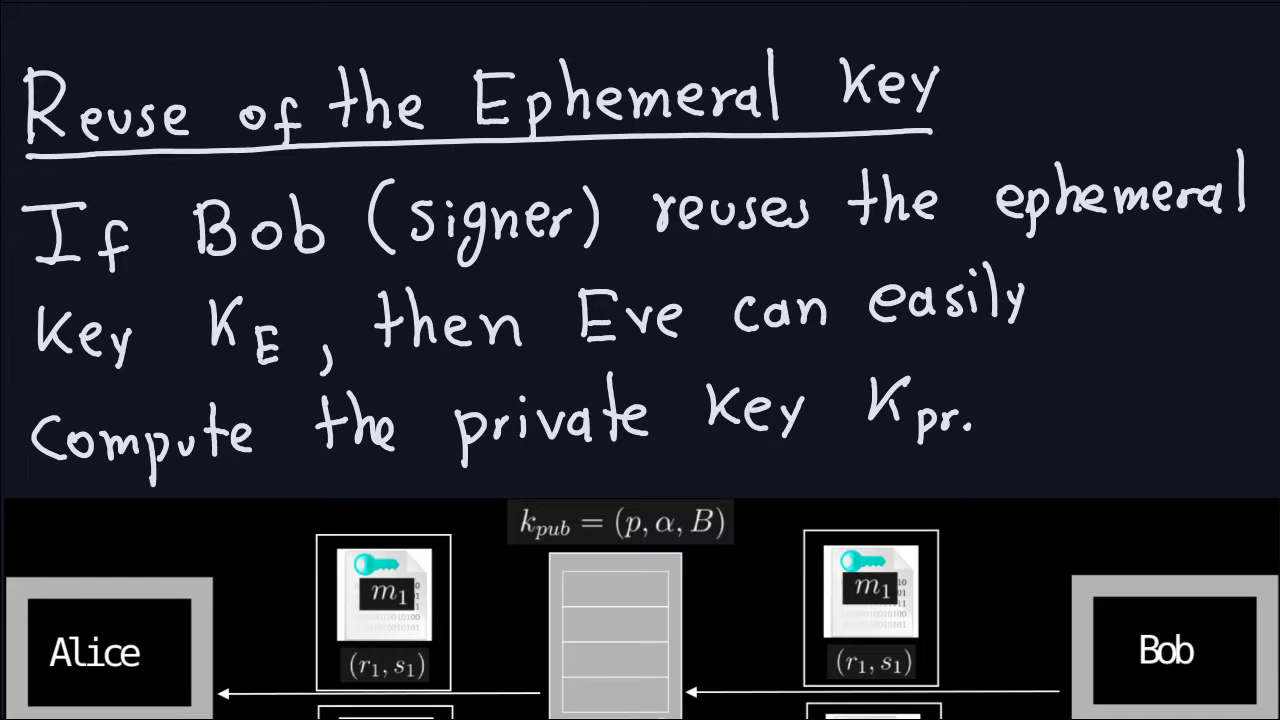 Reuse of the Ephemeral Key
If Bob (signer) reuses the ephemeral
Key K_E, then Eve can easily
Compute the private key K_pr.
k_pub = (p, α, B)
m_1
m_1
Alice
Bob
(r_1, s_1)
(r_1, s_1)